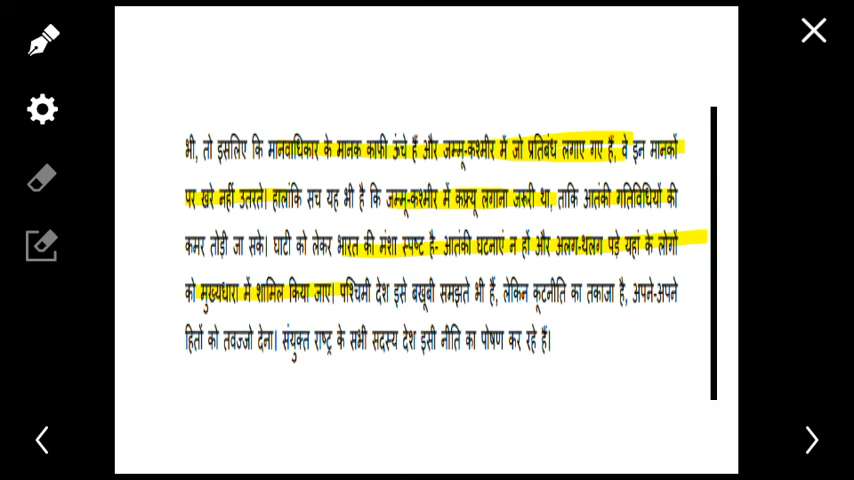 भी, तो इसलिए कि मानवाधिकार के मानक काफी ऊंचे हैं और जम्मू-कश्मीर में जो प्रतिबंध लगाए गए हैं, वे इन मानकों
पर खरे नहीं उतरते। हालांकि सच यह भी है कि जम्मू-कश्मीर में कर्फ्यू लगाना जरूरी था, ताकि आतंकी गतिविधियों की
कमर तोड़ी जा सके। घाटी को लेकर भारत की मंशा स्पष्ट है- आतंकी घटनाएं न हों और अलग-थलग पड़े यहां के लोगों
को मुख्यधारा में शामिल किया जाए। पश्चिमी देश इसे बखूबी समझते भी हैं, लेकिन कूटनीति का तकाजा है, अपने-अपने
हितों को तवज्जो देना। संयुक्त राष्ट्र के सभी सदस्य देश इसी नीति का पोषण कर रहे हैं।